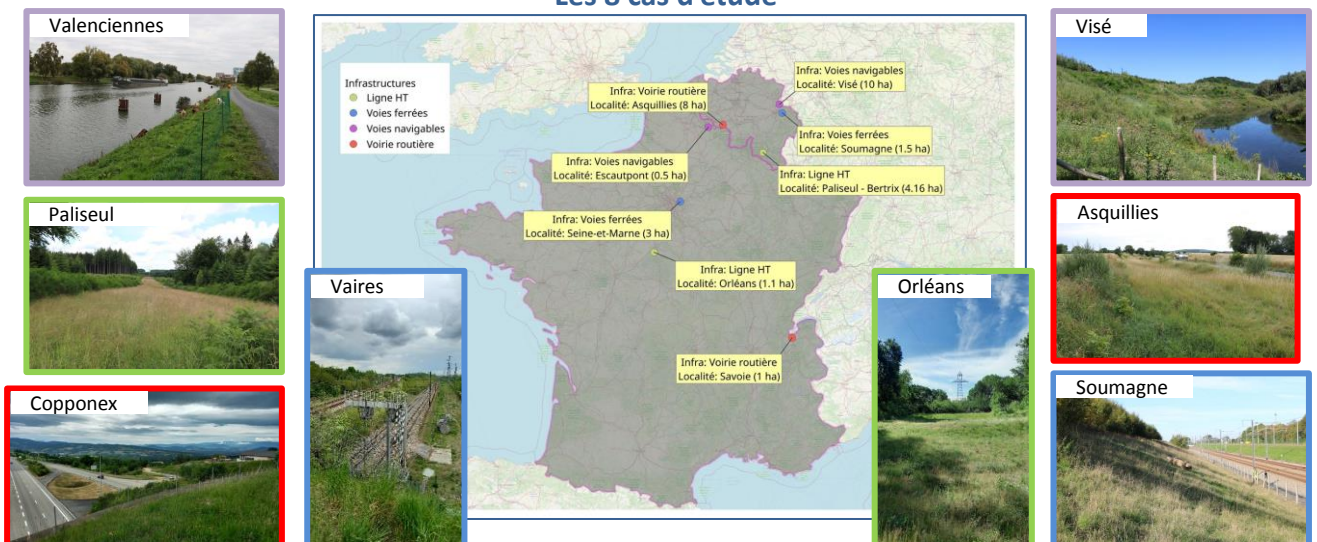 Les 8 cas d'étude
Valenciennes
Paliseul
Copponex
Vaires
Infrastructures
Ligne HT
Voies ferrées
Voies navigables
Voirie routière
Infra: Voirie routière
Localité: Asquillies (8 ha)
Infra: Voies navigables
Localité: Visé (10 ha)
Infra: Voies ferrées
Localité: Soumagne (1.5 ha)
Infra: Voies navigables
Localité: Escautpont (0.5 ha)
Infra: Ligne HT
Localité: Paliseul - Bertrix (4.16 ha)
Infra: Voies ferrées
Localité: Seine-et-Marne (3 ha)
Infra: Ligne HT
Localité: Orléans (1.1 ha)
Infra: Voirie routière
Localité: Savoie (1 ha)
Orléans
Visé
Asquillies
Soumagne